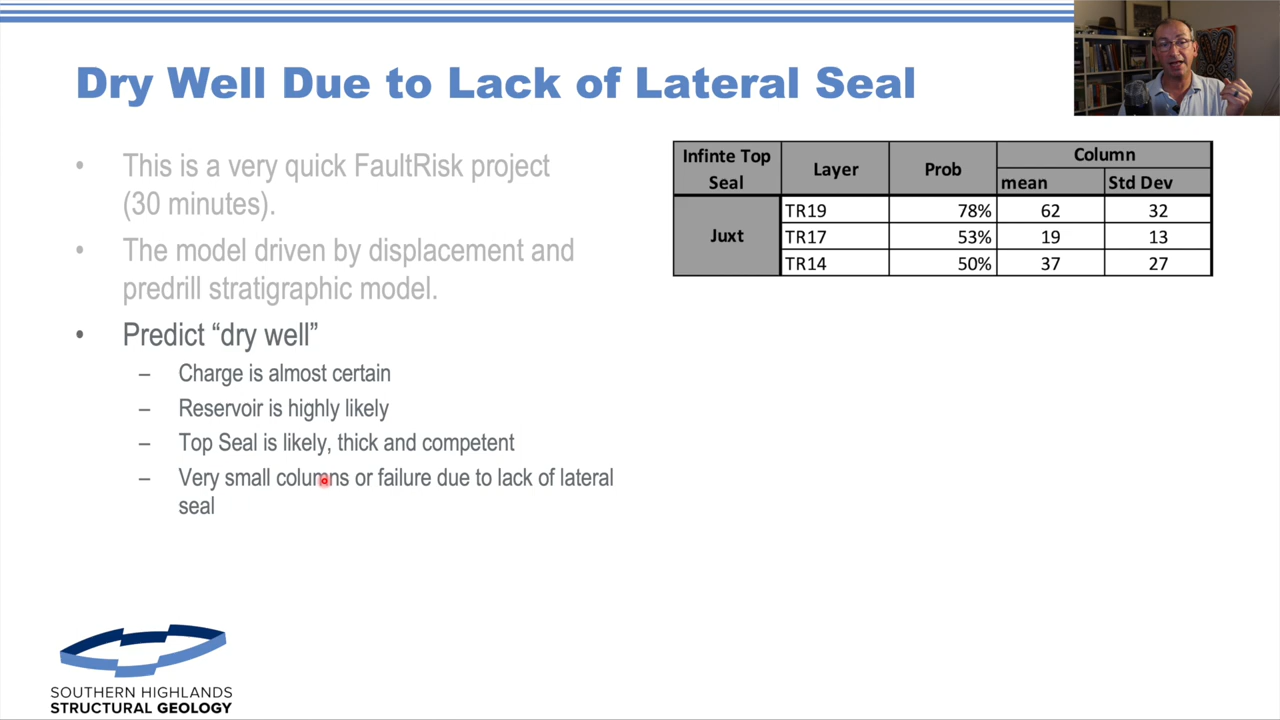 Dry Well Due to Lack of Lateral Seal
• This is a very quick FaultRisk project
(30 minutes).
• The model driven by displacement and
predrill stratigraphic model.
• Predict “dry well”
– Charge is almost certain
– Reservoir is highly likely
– Top Seal is likely, thick and competent
– Very small columns or failure due to lack of lateral
seal
Infinte Top
Seal
Layer
Prob
Column
mean
Std Dev
Juxt
TR19 78% 62 32
TR17 53% 19 13
TR14 50% 37 27
SOUTHERN HIGHLANDS
STRUCTURAL GEOLOGY